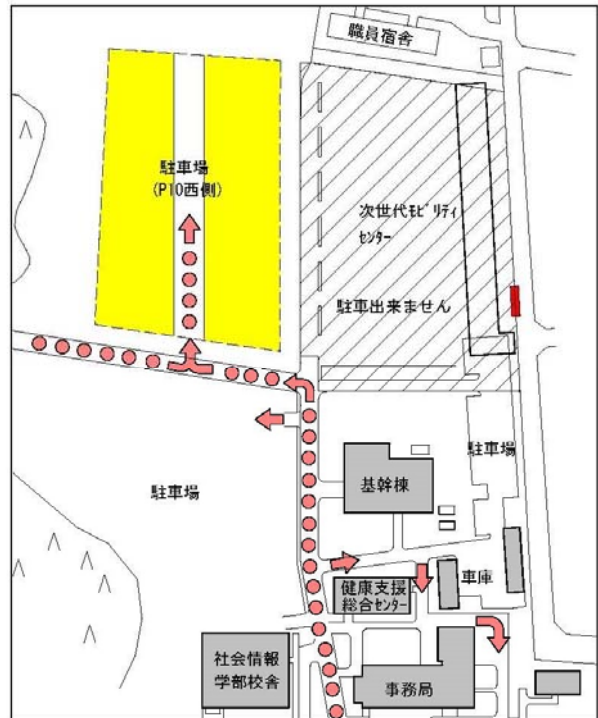 職員宿舎
駐車場
(P10西側)
次世代ﾓﾋﾞﾘﾃｨ
ｾﾝﾀｰ
駐車出来ません
駐車場
駐車場
基幹棟
車庫
健康支援
総合ｾﾝﾀｰ
社会情報
学部校舎
事務局